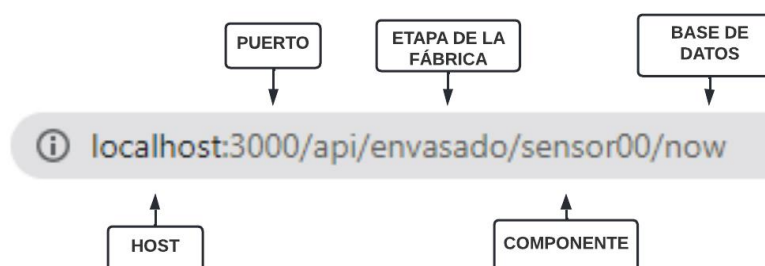 PUERTO
ETAPA DE LA
FÁBRICA
BASE DE
DATOS
localhost:3000/api/envasado/sensor00/now
HOST
COMPONENTE